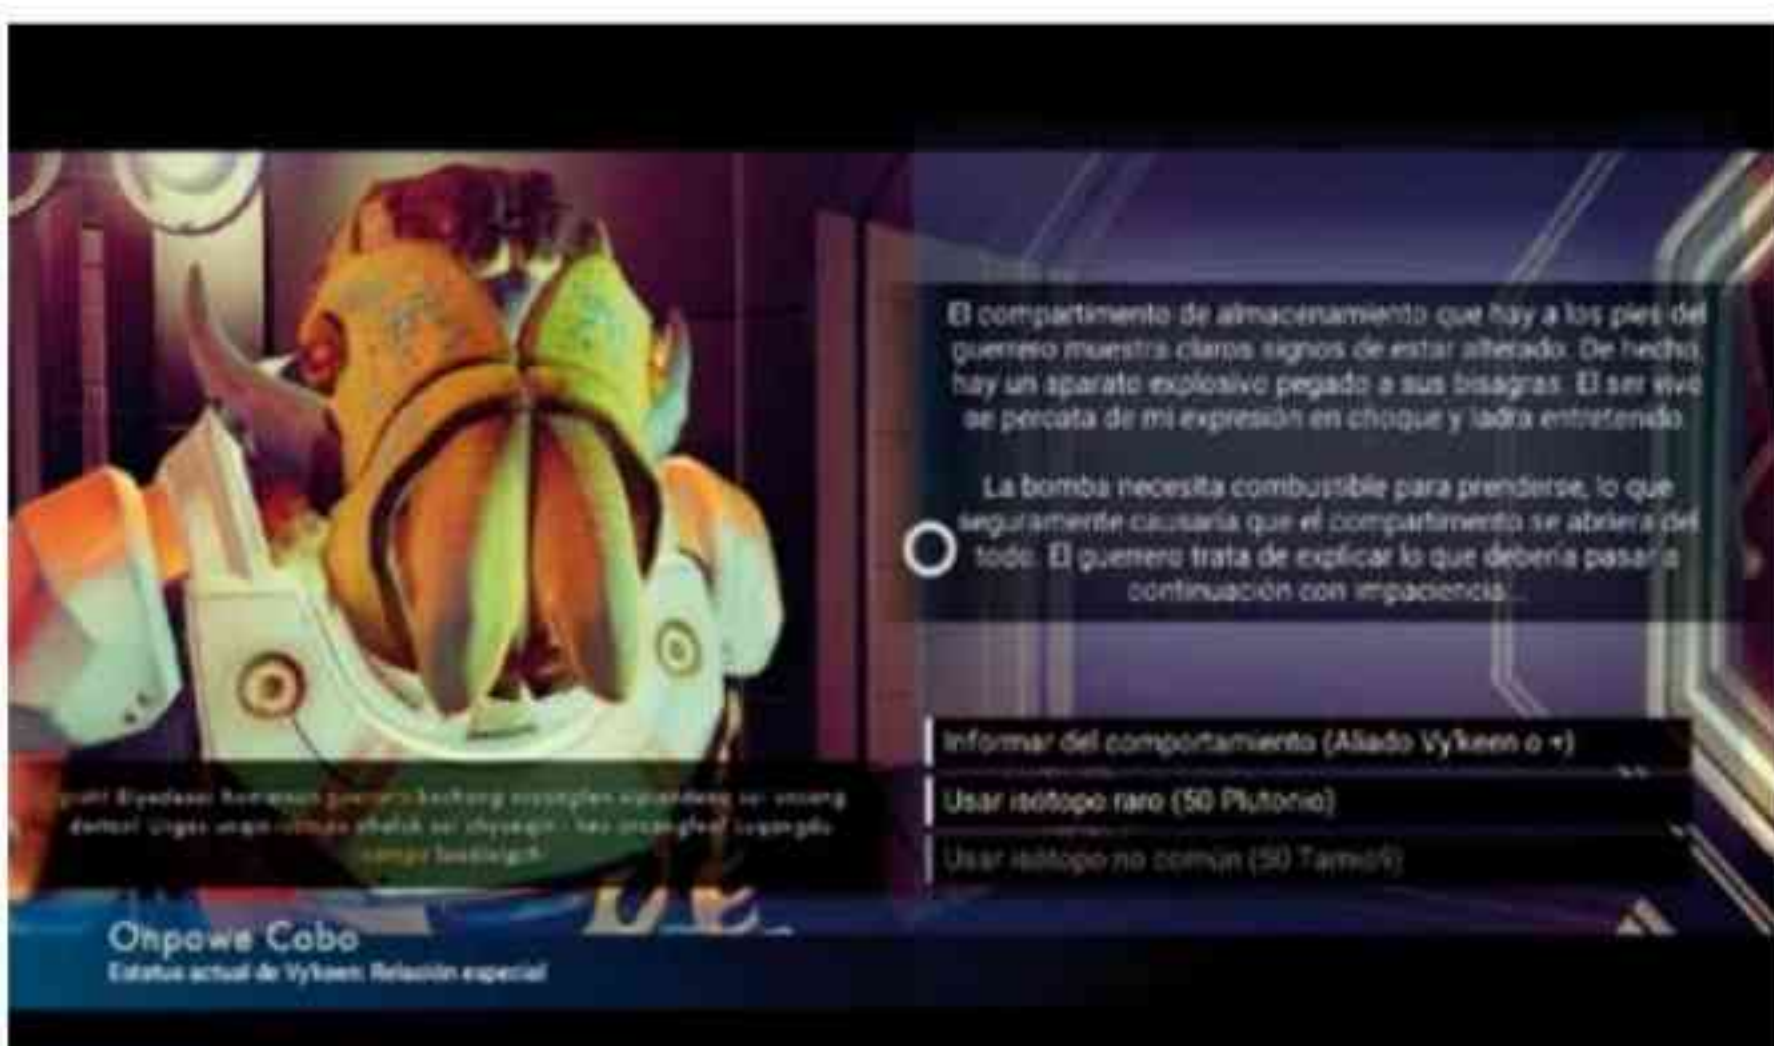 El compartimento de almacenamiento que hay a los pies del
guerrero muestra claros signos de estar alterado. De hecho,
hay un aparato explosivo pegado a sus bisagras. El ser vivo
se percata de mi expresión en choque y ladra entretenido.
La bomba necesita combustible para prenderse, lo que
seguramente causaría que el compartimento se abriera del
todo. El guerrero trata de explicar lo que debería pasar a
continuación con impaciencia...
Informar del comportamiento (Aliado Vy'keen o +)
Usar isótopo raro (50 Plutonio)
Usar isótopo no común (50 Tamio9)
Ohpowe Cobo
Estatus actual de Vy'keen: Relación especial